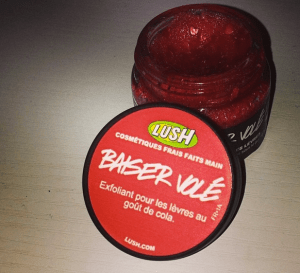 LUSH
COSMÉTIQUES FRAIS FAITS MAIN
BAISER VOLÉ
Exfoliant pour les lèvres au
goût de cola.
LUSH.COM